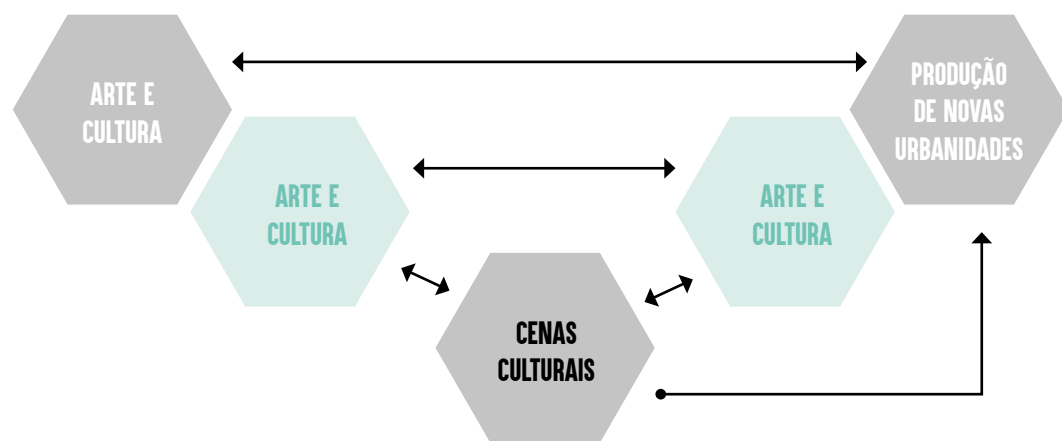 ARTE E
CULTURA
PRODUÇÃO
DE NOVAS
URBANIDADES
ARTE E
CULTURA
ARTE E
CULTURA
CENAS
CULTURAIS